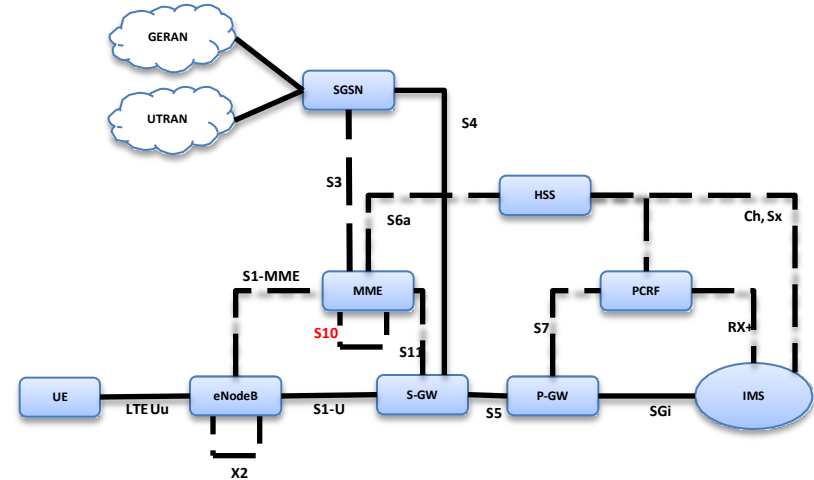 GERAN
SGSN
UTRAN
S4
S3
HSS
S6a
Ch, Sx
S1-MME
MME
PCRF
S10
S7
RX+
S11
UE
eNodeB
S-GW
P-GW
IMS
LTE Uu
S1-U
S5
SGi
X2